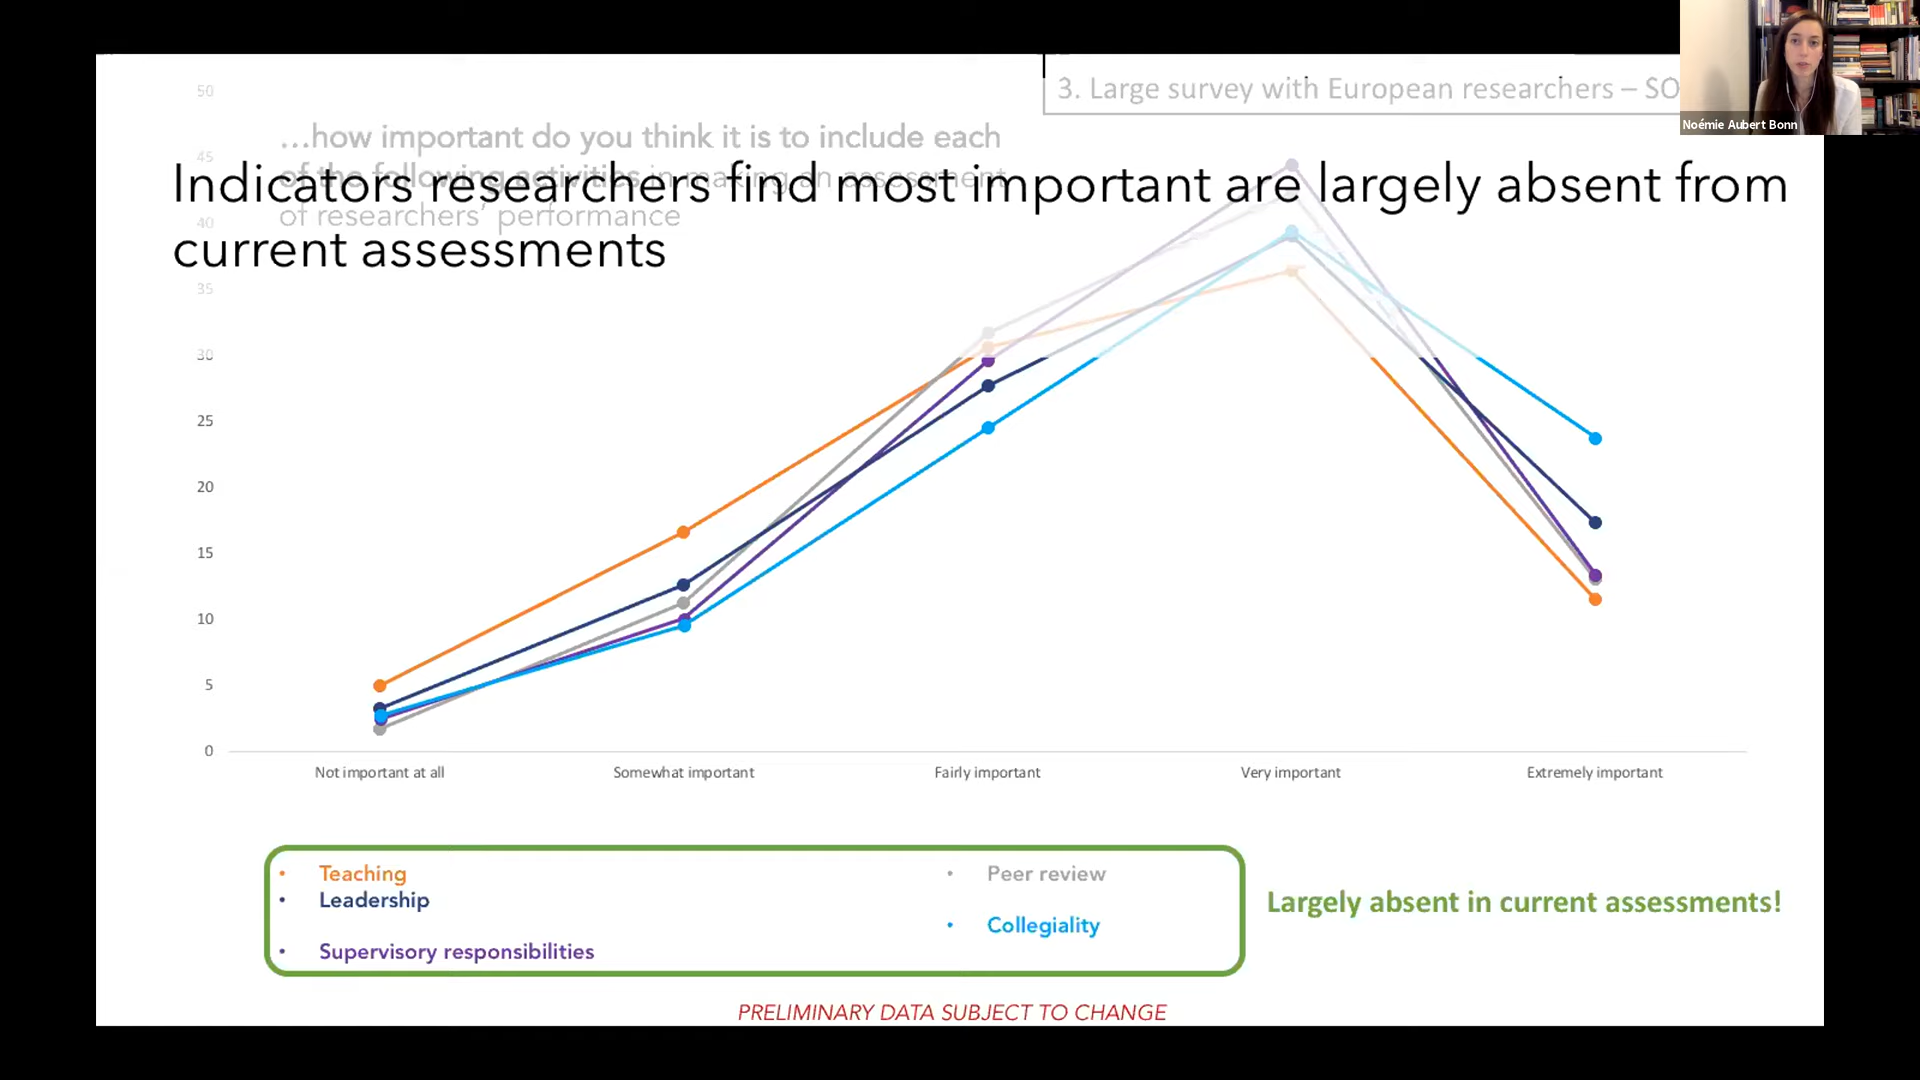 50
3. Large survey with European researchers – SO
Noémie Aubert Bonn
…how important do you think it is to include each
45
of the following activities in making an assessment
Indicators researchers find most important are largely absent from
of researchers' performance
40
current assessments
35
30
25
20
15
10
5
0
Not important at all
Somewhat important
Fairly important
Very important
Extremely important
• Teaching
• Peer review
• Leadership
Largely absent in current assessments!
• Collegiality
• Supervisory responsibilities
PRELIMINARY DATA SUBJECT TO CHANGE